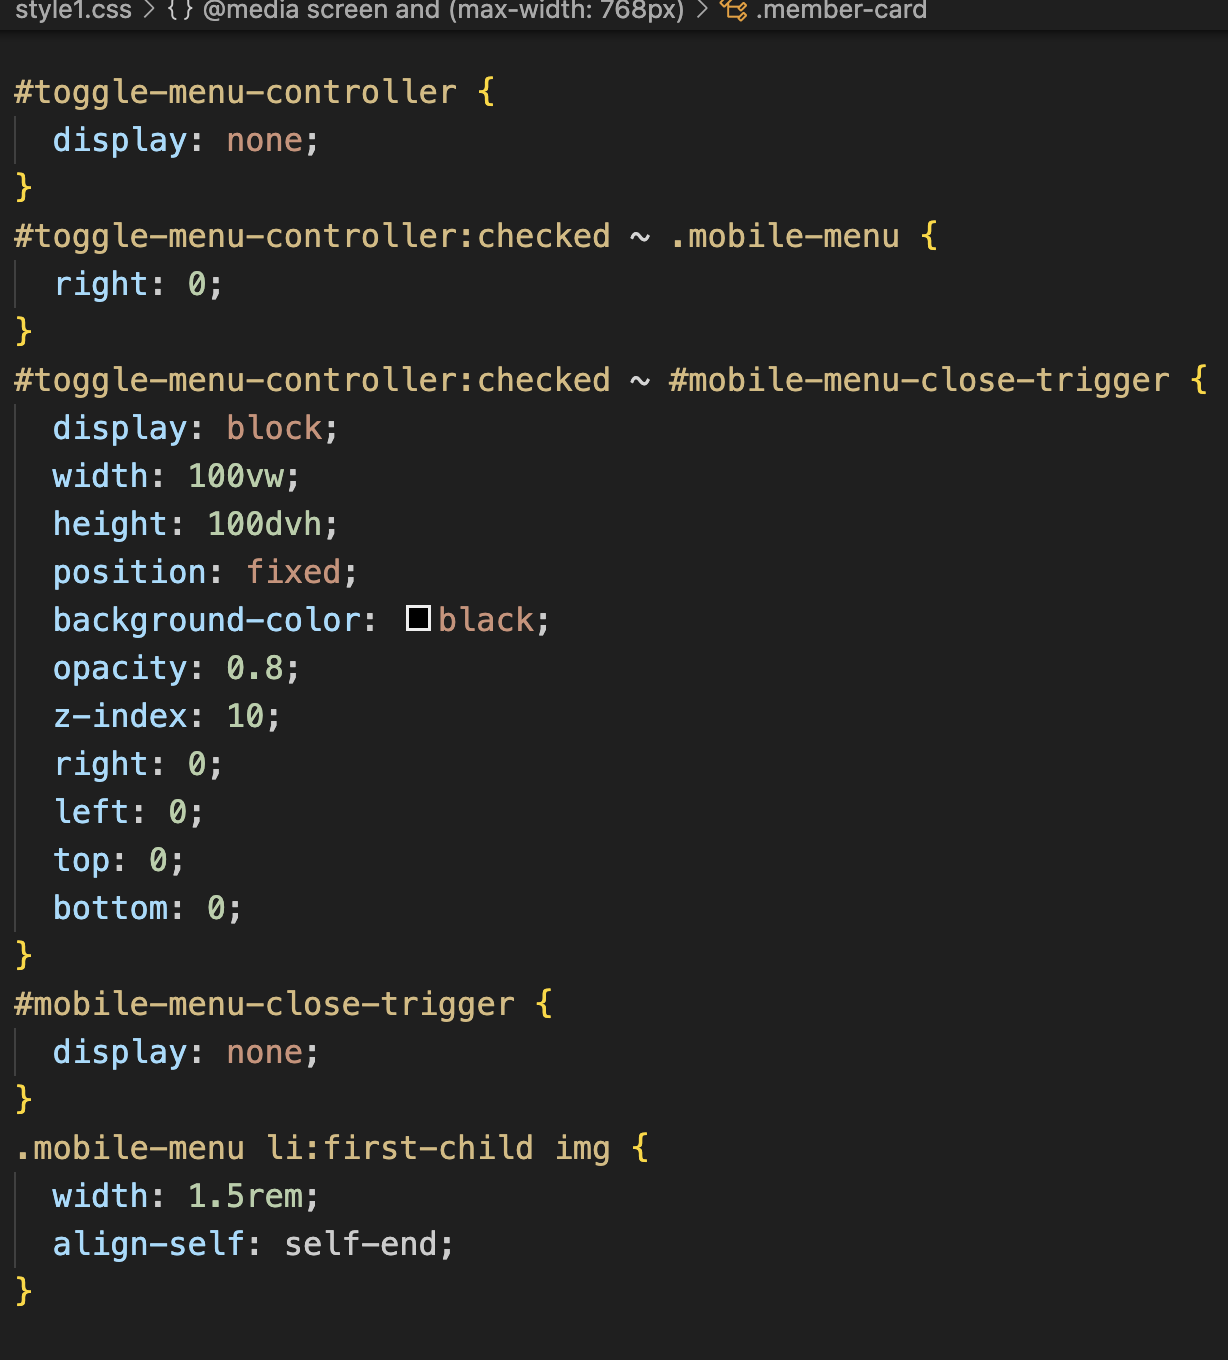 style1.css > {} @media screen and (max-width: 768px) > .member-card
#toggle-menu-controller {
display: none;
}
#toggle-menu-controller:checked ~ .mobile-menu {
right: 0;
}
#toggle-menu-controller:checked ~ #mobile-menu-close-trigger {
display: block;
width: 100vw;
height: 100dvh;
position: fixed;
background-color: black;
opacity: 0.8;
z-index: 10;
right: 0;
left: 0;
top: 0;
bottom: 0;
}
#mobile-menu-close-trigger {
display: none;
}
.mobile-menu li:first-child img {
width: 1.5rem;
align-self: self-end;
}